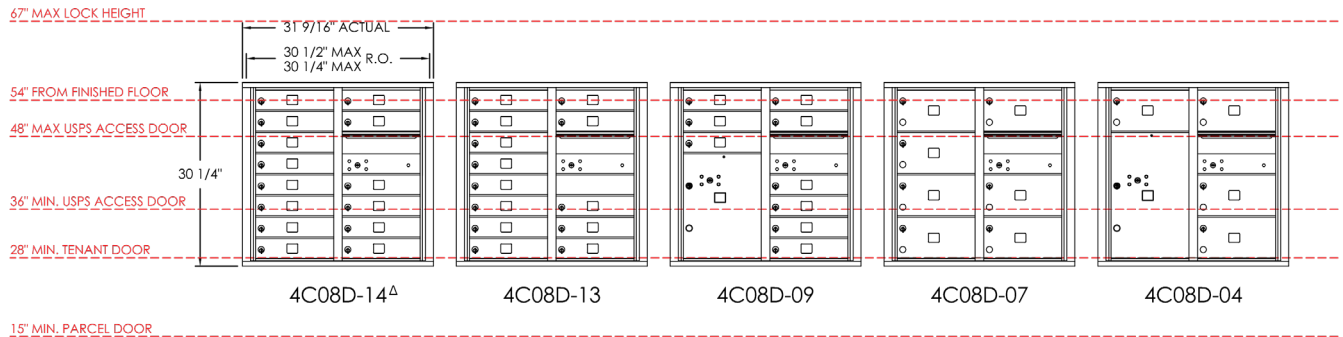 67" MAX LOCK HEIGHT
31 9/16" ACTUAL
30 1/2" MAX
30 1/4" MAX R.O.
54" FROM FINISHED FLOOR
48" MAX USPS ACCESS DOOR
30 1/4"
36" MIN. USPS ACCESS DOOR
28" MIN. TENANT DOOR
4C08D-14Δ 4C08D-13 4C08D-09 4C08D-07 4C08D-04
15" MIN. PARCEL DOOR